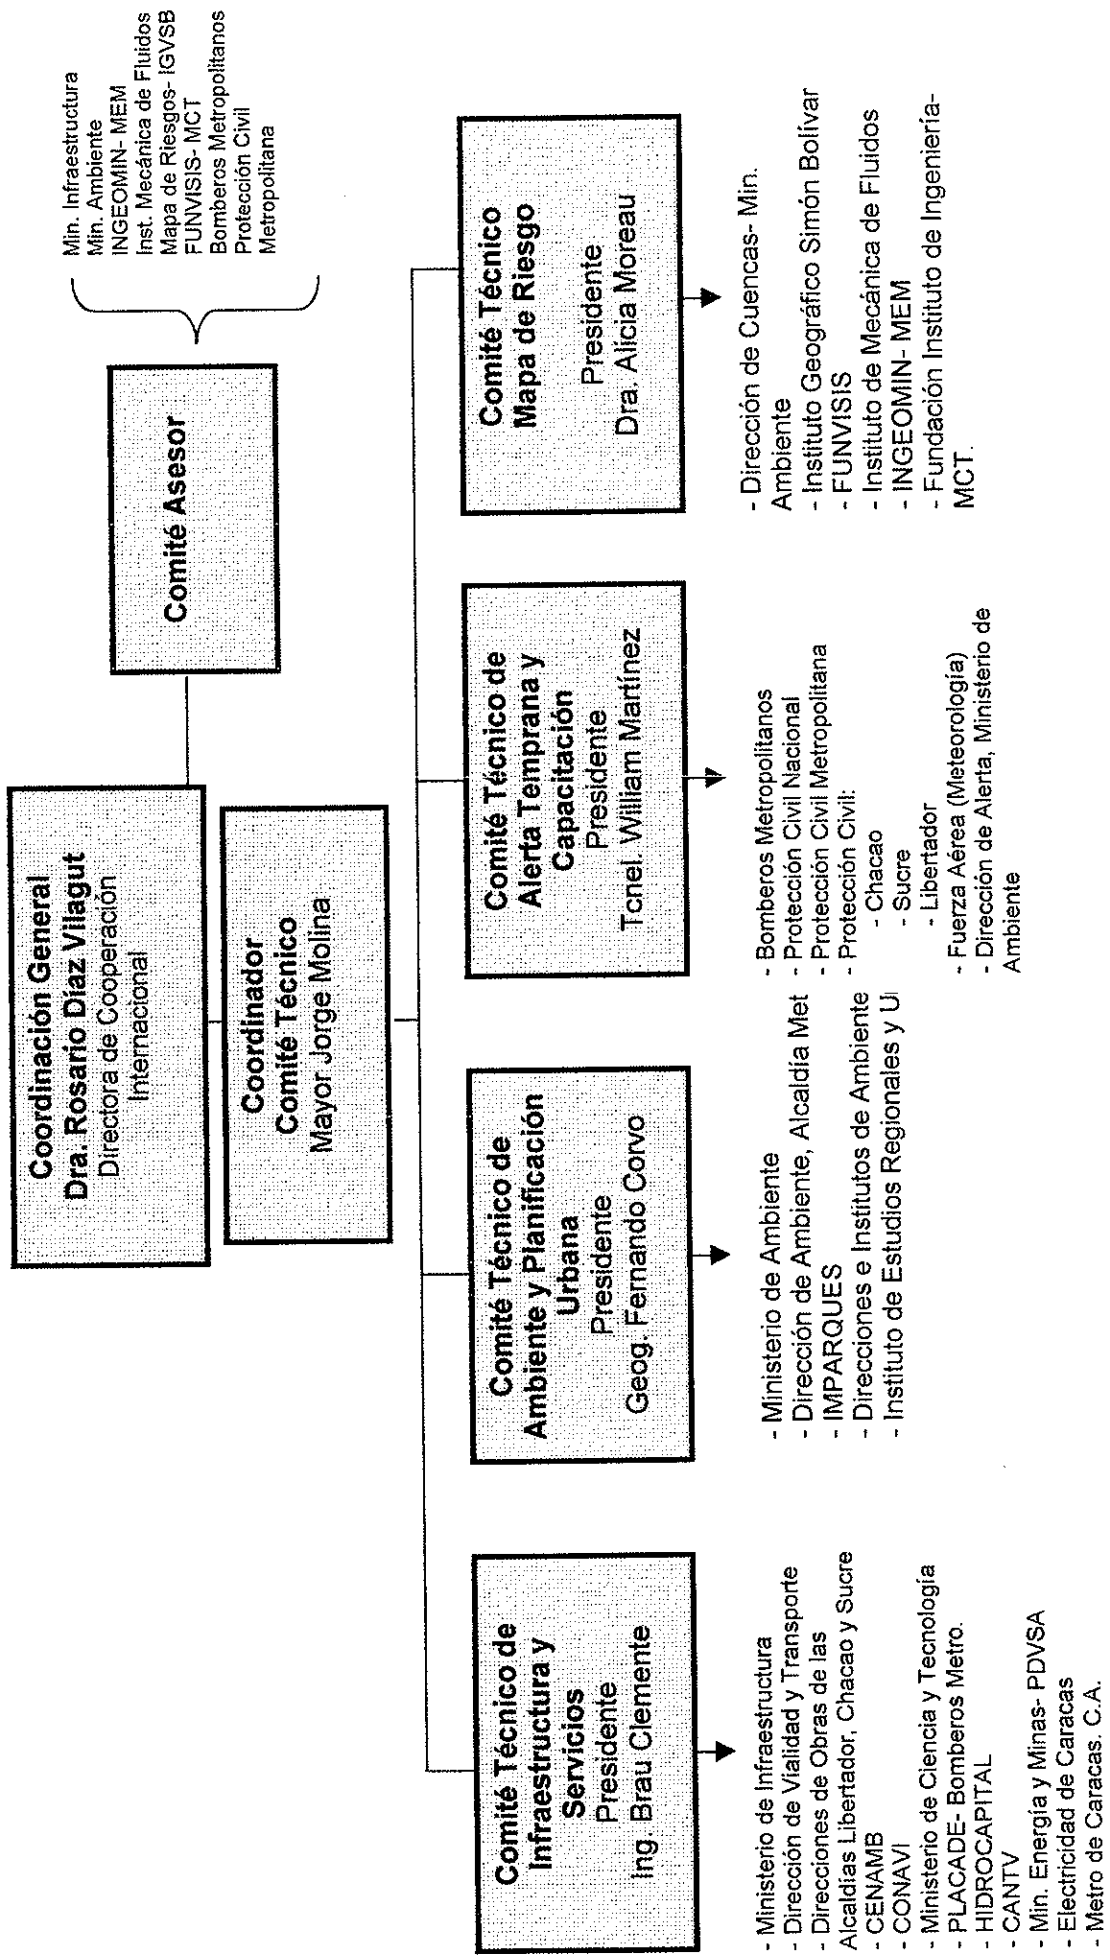 Coordinación General
Dra. Rosario Díaz Vilagut
Directora de Cooperación
Internacional
Coordinador
Comité Técnico
Mayor Jorge Molina
Comité Asesor
Min. Infraestructura
Min. Ambiente
INGEOMIN- MEM
Inst. Mecánica de Fluidos
Mapa de Riesgos- IGVSB
FUNVISIS- MCT
Bomberos Metropolitanos
Protección Civil
Metropolitana
Comité Técnico de
Infraestructura y
Servicios
Presidente
Ing. Brau Clemente
- Ministerio de Infraestructura
- Dirección de Vialidad y Transporte
- Direcciones de Obras de las
Alcaldías Libertador, Chacao y Sucre
- CENAMB
- CONAVI
- Ministerio de Ciencia y Tecnología
- PLACADE- Bomberos Metro.
- HIDROCAPITAL
- CANTV
- Min. Energía y Minas- PDVSA
- Electricidad de Caracas
- Metro de Caracas. C.A.
Comité Técnico de
Ambiente y Planificación
Urbana
Presidente
Geog. Fernando Corvo
- Ministerio de Ambiente
- Dirección de Ambiente, Alcaldía Met
- IMPARQUES
- Direcciones e Institutos de Ambiente
- Instituto de Estudios Regionales y U
Comité Técnico de
Alerta Temprana y
Capacitación
Presidente
Tcnel. William Martínez
- Bomberos Metropolitanos
- Protección Civil Nacional
- Protección Civil Metropolitana
- Protección Civil:
- Chacao
- Sucre
- Libertador
- Fuerza Aérea (Meteorología)
- Dirección de Alerta, Ministerio de
Ambiente
Comité Técnico
Mapa de Riesgo
Presidente
Dra. Alicia Moreau
- Dirección de Cuencas- Min.
Ambiente
- Instituto Geográfico Simón Bolívar
- FUNVISIS
- Instituto de Mecánica de Fluidos
- INGEOMIN- MEM
- Fundación Instituto de Ingeniería-
MCT.